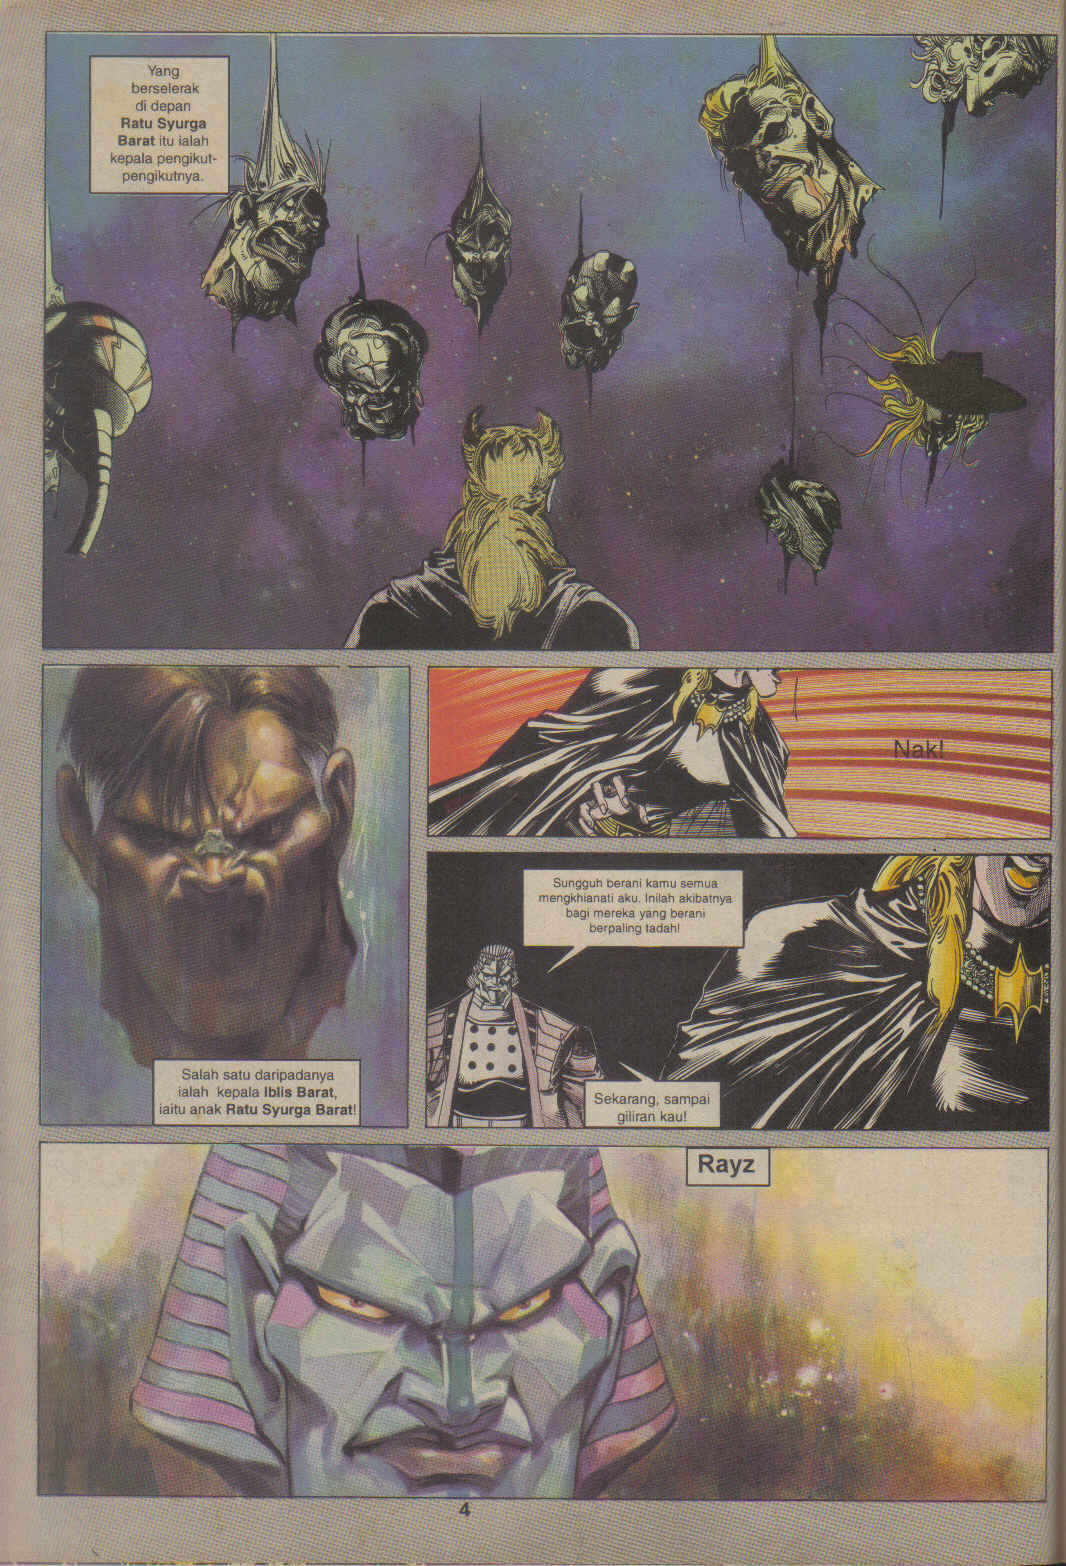 Yang
berselerak
di depan
Ratu Syurga
Barat itu ialah
kepala pengikut-
pengikutnya.
Salah satu daripadanya
ialah kepala Iblis Barat,
iaitu anak Ratu Syurga Barat!
Nak!
Sungguh berani kamu semua
mengkhianati aku. Inilah akibatnya
bagi mereka yang berani
berpaling tadah!
Sekarang, sampai
giliran kau!
Rayz
4